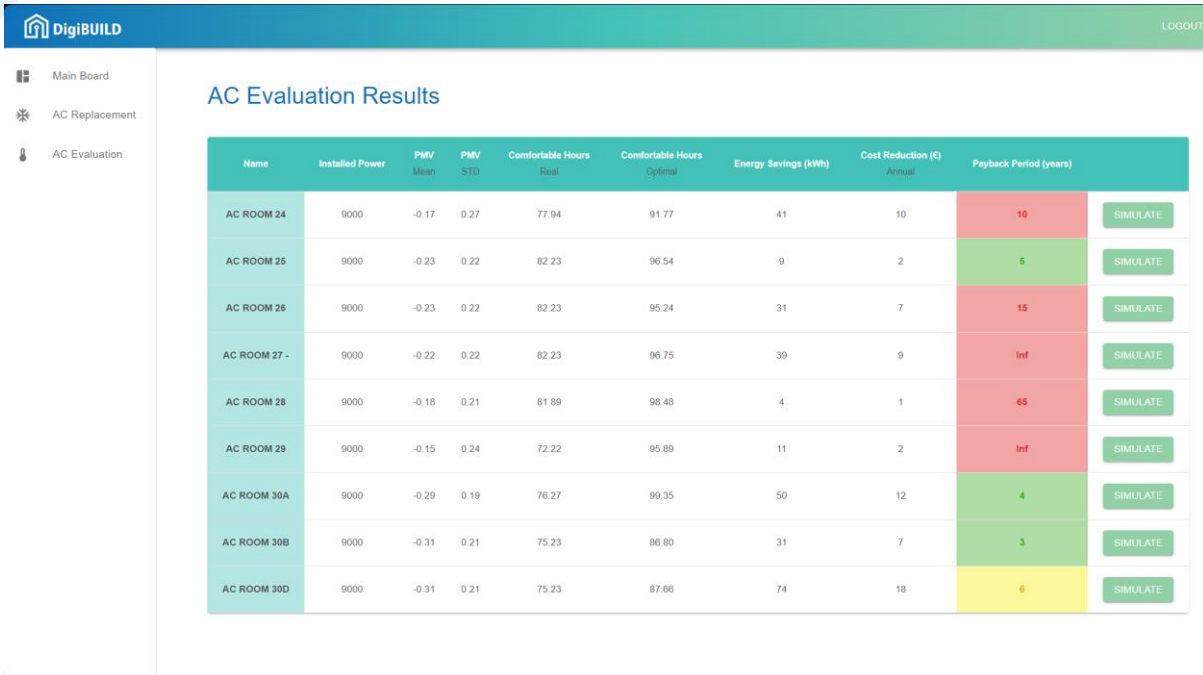 DigiBUILD
LOGOUT
Main Board
AC Replacement
AC Evaluation
AC Evaluation Results
Name Installed Power PMV Mean PMV STD Comfortable Hours Real Comfortable Hours Optimal Energy Savings (kWh) Cost Reduction (€) Annual Payback Period (years)
AC ROOM 24 9000 -0.17 0.27 77.94 91.77 41 10 10 SIMULATE
AC ROOM 25 9000 -0.23 0.22 82.23 96.54 9 2 5 SIMULATE
AC ROOM 26 9000 -0.23 0.22 82.23 95.24 31 7 15 SIMULATE
AC ROOM 27 - 9000 -0.22 0.22 82.23 96.75 39 9 Inf SIMULATE
AC ROOM 28 9000 -0.18 0.21 81.89 98.48 4 1 65 SIMULATE
AC ROOM 29 9000 -0.15 0.24 72.22 95.89 11 2 Inf SIMULATE
AC ROOM 30A 9000 -0.29 0.19 76.27 99.35 50 12 4 SIMULATE
AC ROOM 30B 9000 -0.31 0.21 75.23 86.80 31 7 3 SIMULATE
AC ROOM 30D 9000 -0.31 0.21 75.23 87.66 74 18 6 SIMULATE